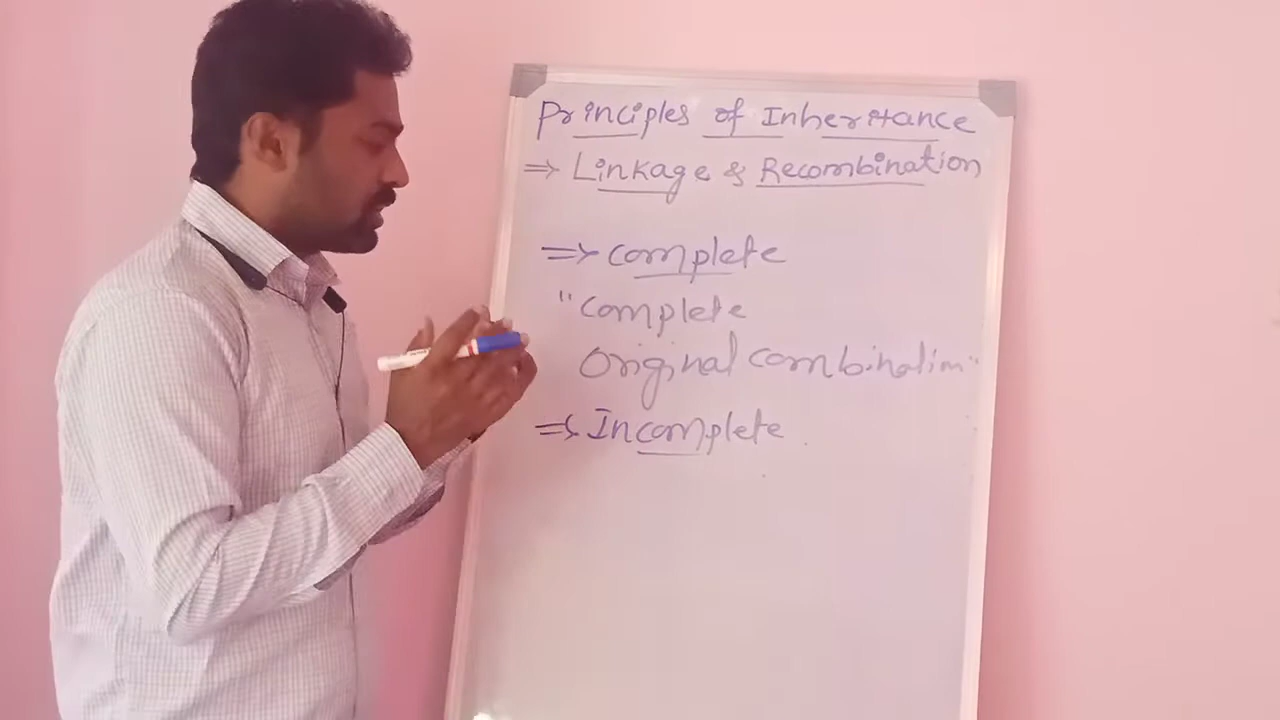 Principles of Inheritance
⇒ Linkage & Recombination
⇒ complete
"complete
Original combination"
⇒ Incomplete